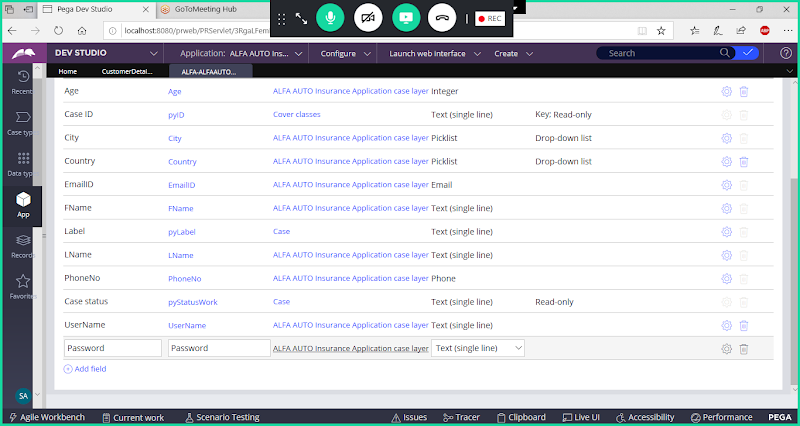 Pega Dev Studio
GoToMeeting Hub
REC
localhost:8080/prweb/PRServlet/3RgaLFem
ABP
DEV STUDIO
Application: ALFA AUTO Ins...
Configure
Launch web interface
Create
Search
Home
CustomerDetai...
ALFA-ALFAAUTO...
Recent
Case typ
Data typ
App
Record
Favorite
SA
Age Age ALFA AUTO Insurance Application case layer Integer
Case ID pyID Cover classes Text (single line) Key; Read-only
City City ALFA AUTO Insurance Application case layer Picklist Drop-down list
Country Country ALFA AUTO Insurance Application case layer Picklist Drop-down list
EmailID EmailID ALFA AUTO Insurance Application case layer Email
FName FName ALFA AUTO Insurance Application case layer Text (single line)
Label pyLabel Case Text (single line)
LName LName ALFA AUTO Insurance Application case layer Text (single line)
PhoneNo PhoneNo ALFA AUTO Insurance Application case layer Phone
Case status pyStatusWork Case Text (single line) Read-only
UserName UserName ALFA AUTO Insurance Application case layer Text (single line)
Password Password ALFA AUTO Insurance Application case layer Text (single line)
Add field
Agile Workbench
Current work
Scenario Testing
Issues
Tracer
Clipboard
Live UI
Accessibility
Performance
PEGA